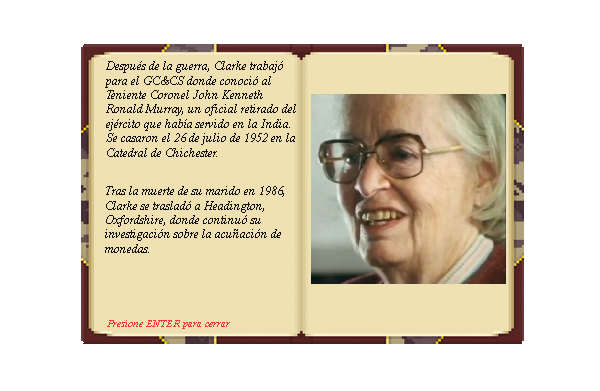 Después de la guerra, Clarke trabajó
para el GC&CS donde conoció al
Teniente Coronel John Kenneth
Ronald Murray, un oficial retirado del
ejército que había servido en la India.
Se casaron el 26 de julio de 1952 en la
Catedral de Chichester.
Tras la muerte de su marido en 1986,
Clarke se trasladó a Headington,
Oxfordshire, donde continuó su
investigación sobre la acuñación de
monedas.
Presione ENTER para cerrar